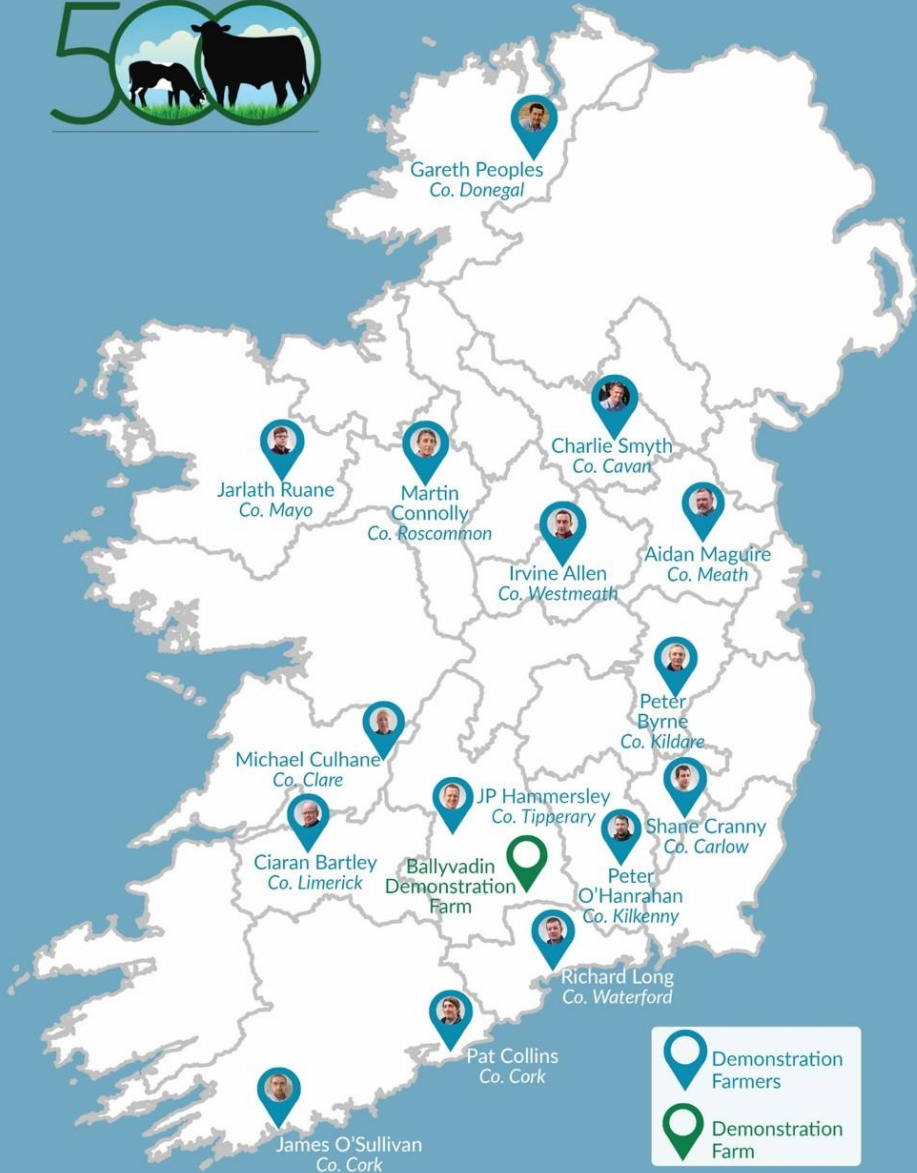 500
Gareth Peoples
Co. Donegal
Charlie Smyth
Co. Cavan
Jarlath Ruane
Co. Mayo
Martin
Connolly
Co. Roscommon
Irvine Allen
Co. Westmeath
Aidan Maguire
Co. Meath
Peter
Byrne
Co. Kildare
Michael Culhane
Co. Clare
JP Hammersley
Co. Tipperary
Shane Cranny
Co. Carlow
Ciaran Bartley
Co. Limerick
Ballyvadin
Demonstration
Farm
Peter
O'Hanrahan
Co. Kilkenny
Richard Long
Co. Waterford
Pat Collins
Co. Cork
James O'Sullivan
Co. Cork
Demonstration
Farmers
Demonstration
Farm